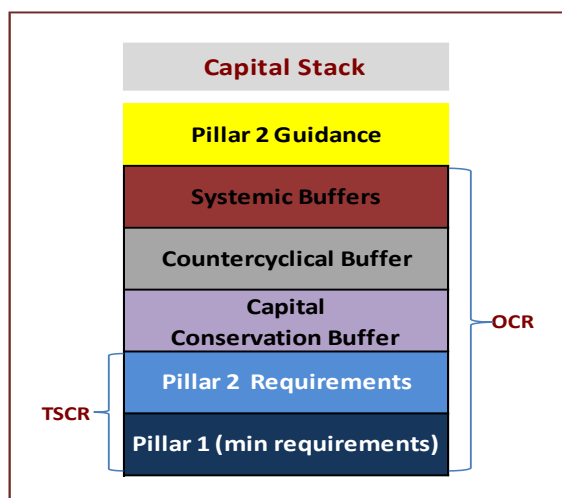 Capital Stack
Pillar 2 Guidance
Systemic Buffers
Countercyclical Buffer
Capital
Conservation Buffer
OCR
Pillar 2 Requirements
TSCR
Pillar 1 (min requirements)